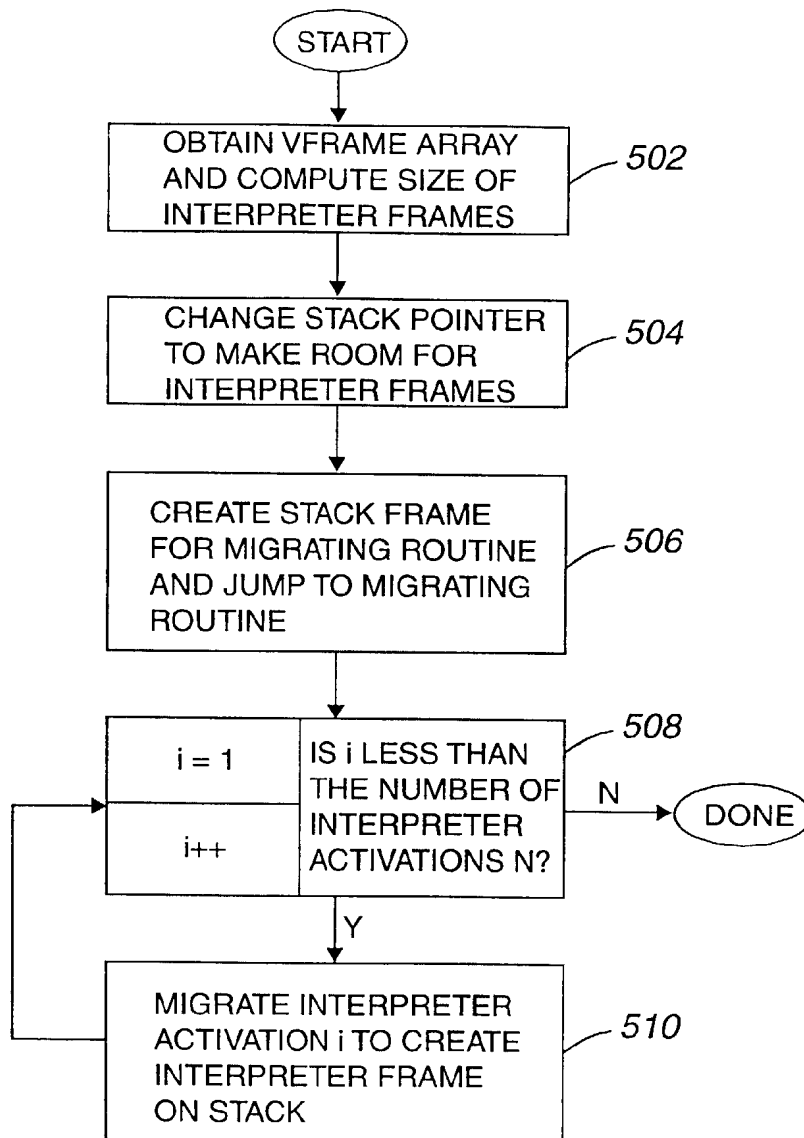 START
OBTAIN VFRAME ARRAY
AND COMPUTE SIZE OF
INTERPRETER FRAMES
502
CHANGE STACK POINTER
TO MAKE ROOM FOR
INTERPRETER FRAMES
504
CREATE STACK FRAME
FOR MIGRATING ROUTINE
AND JUMP TO MIGRATING
ROUTINE
506
i = 1
i++
IS i LESS THAN
THE NUMBER OF
INTERPRETER
ACTIVATIONS N?
508
N
DONE
Y
MIGRATE INTERPRETER
ACTIVATION i TO CREATE
INTERPRETER FRAME
ON STACK
510